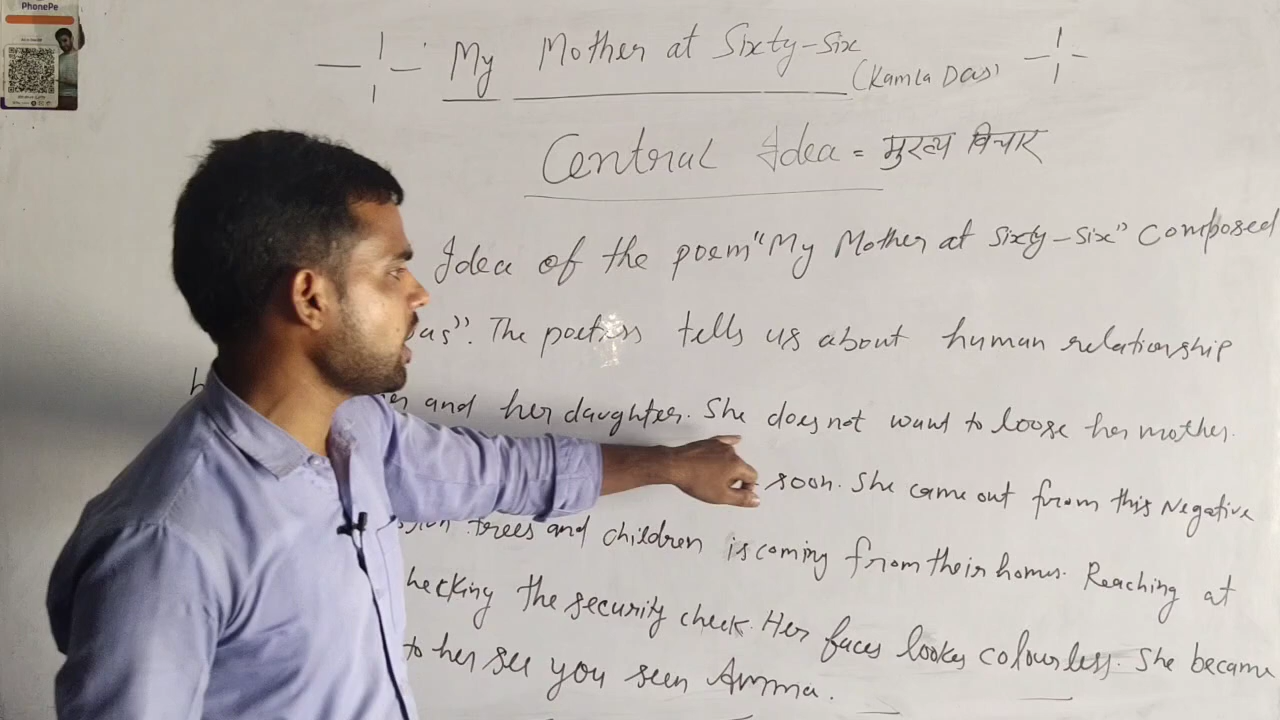 PhonePe
My Mother at Sixty-Six
(Kamla Das)
Central Idea = मुख्य विचार
Idea of the poem "My Mother at Sixty-Six" composed
as". The poetiss tells us about human relationship
and her daughter. She does not want to loose her mother.
soon. She came out from this Negative
trees and children is coming from their homes. Reaching at
hecking the security check. Her faces lookes colourless. She became
to her see you seen Amma.